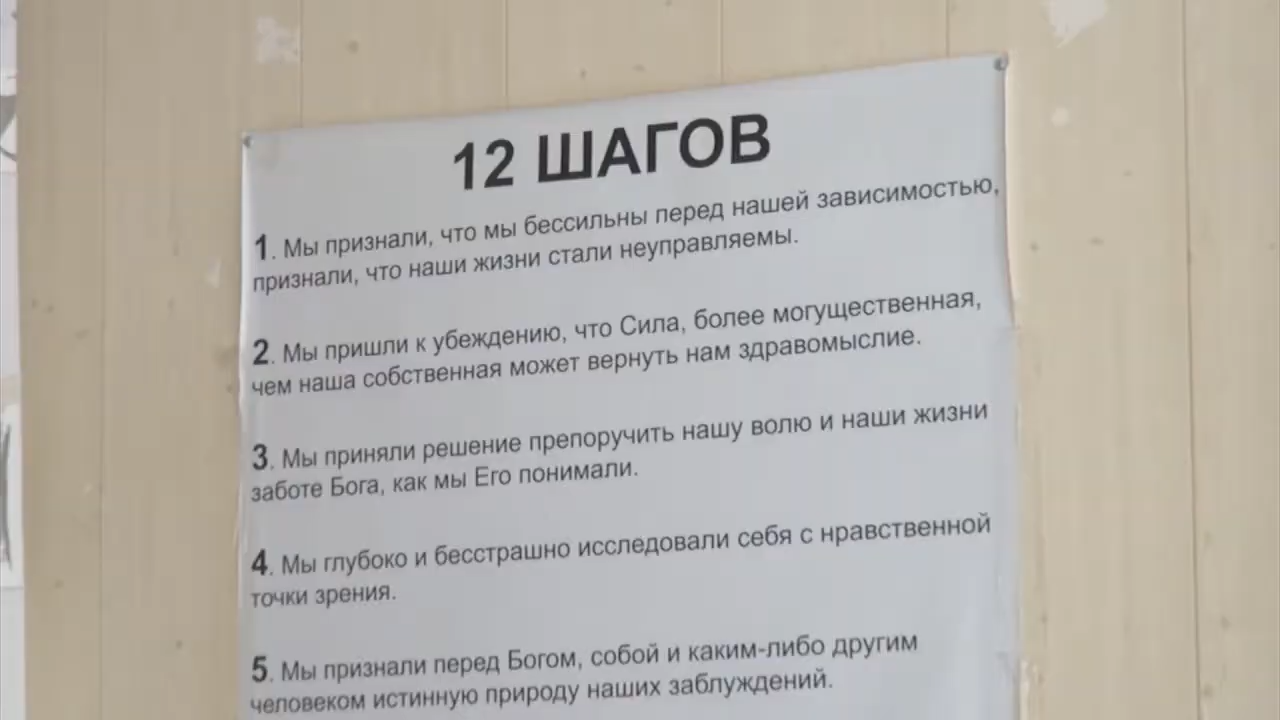 12 ШАГОВ
1. Мы признали, что мы бессильны перед нашей зависимостью,
признали, что наши жизни стали неуправляемы.
2. Мы пришли к убеждению, что Сила, более могущественная,
чем наша собственная может вернуть нам здравомыслие.
3. Мы приняли решение препоручить нашу волю и наши жизни
заботе Бога, как мы Его понимали.
4. Мы глубоко и бесстрашно исследовали себя с нравственной
точки зрения.
5. Мы признали перед Богом, собой и каким-либо другим
человеком истинную природу наших заблуждений.